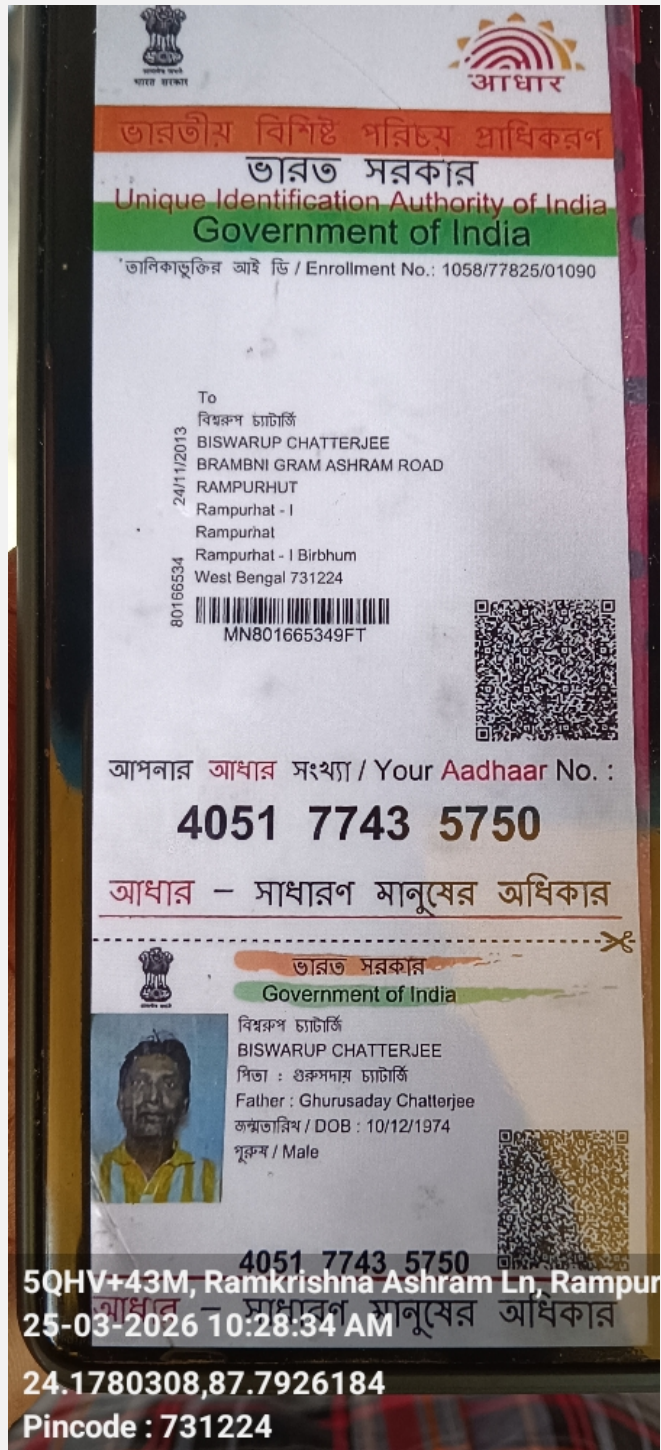 भारत सरकार
आधार
ভারতীয় বিশিষ্ট পরিচয় প্রাধিকরণ
ভারত সরকার
Unique Identification Authority of India
Government of India
তালিকাভুক্তির আই ডি / Enrollment No.: 1058/77825/01090
To
বিশ্বরুপ চ্যাটার্জি
BISWARUP CHATTERJEE
BRAMBNI GRAM ASHRAM ROAD
RAMPURHUT
Rampurhat - I
Rampurhat
Rampurhat - I Birbhum
West Bengal 731224
24/11/2013
80166534
MN801665349FT
আপনার আধার সংখ্যা / Your Aadhaar No. :
4051 7743 5750
আধার – সাধারণ মানুষের অধিকার
ভারত সরকার
Government of India
বিশ্বরুপ চ্যাটার্জি
BISWARUP CHATTERJEE
পিতা : গুরুসদায় চ্যাটার্জি
Father : Ghurusaday Chatterjee
জন্মতারিখ / DOB : 10/12/1974
পুরুষ / Male
4051 7743 5750
আধার – সাধারণ মানুষের অধিকার
5QHV+43M, Ramkrishna Ashram Ln, Rampur
25-03-2026 10:28:34 AM
24.1780308,87.7926184
Pincode : 731224